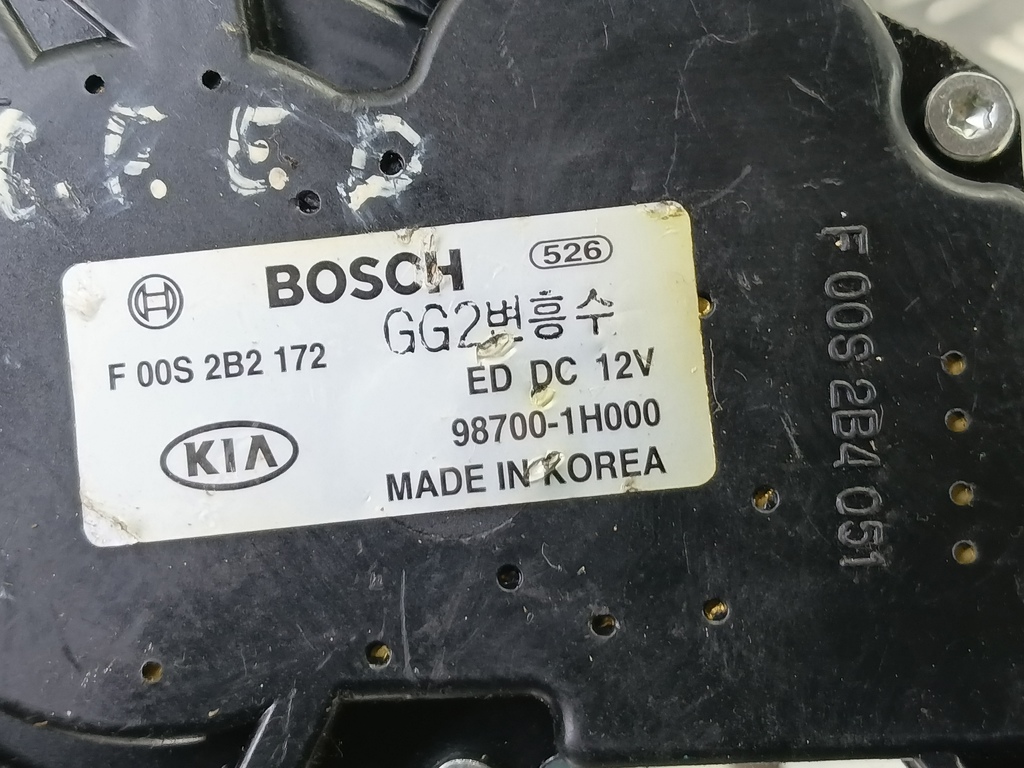 BOSCH
526
GG2변흥수
F 00S 2B2 172
ED DC 12V
98700-1H000
KIA
MADE IN KOREA
F 00S 2B4 051